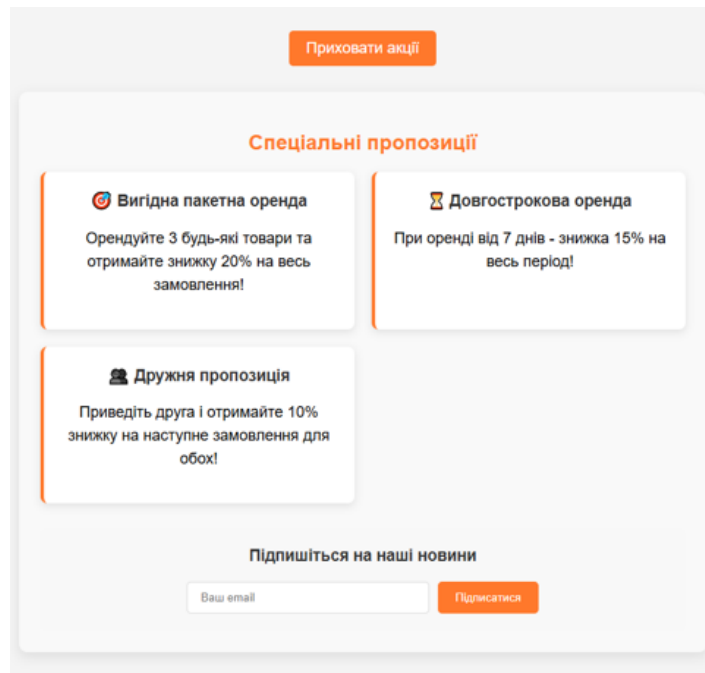 Приховати акції
Спеціальні пропозиції
🎯 Вигідна пакетна оренда
Орендуйте 3 будь-які товари та
отримайте знижку 20% на весь
замовлення!
⏳ Довгострокова оренда
При оренді від 7 днів - знижка 15% на
весь період!
👥 Дружня пропозиція
Приведіть друга і отримайте 10%
знижку на наступне замовлення для
обох!
Підпишіться на наші новини
Ваш email
Підписатися